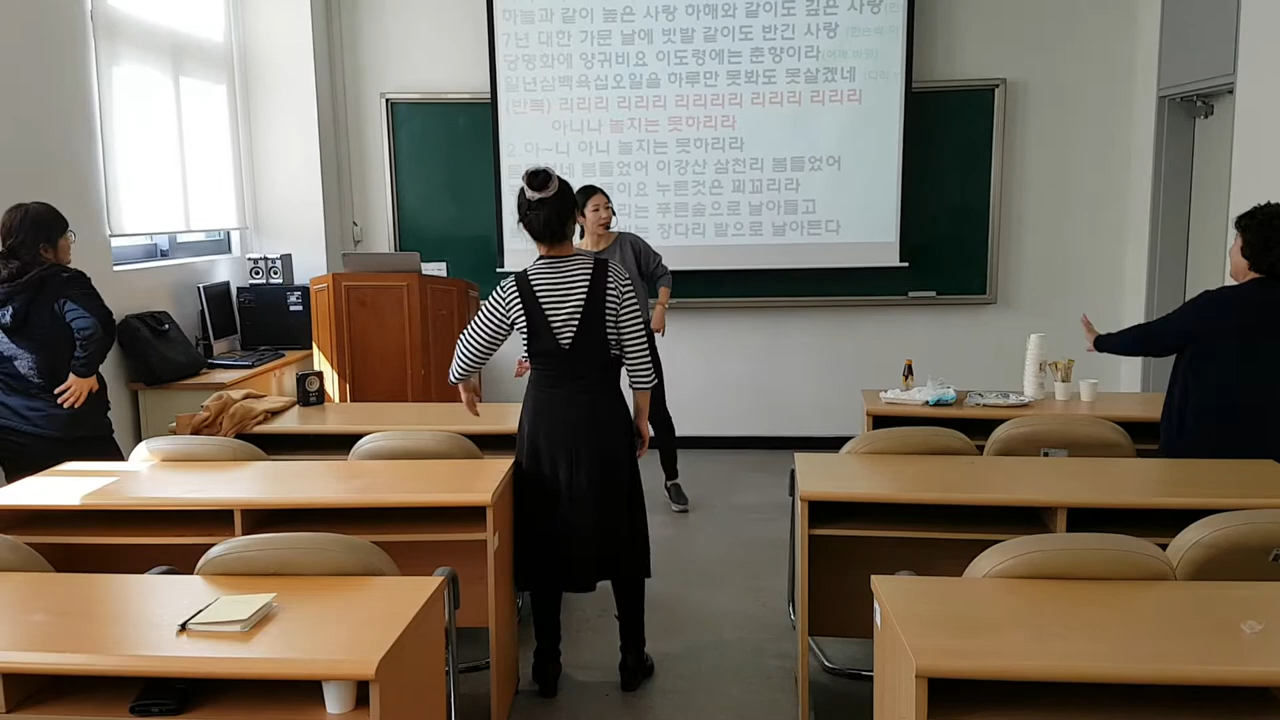 하늘과 같이 높은 사랑 하해와 같이도 깊은 사랑
7년 대한 가문 날에 빗발 같이도 반긴 사랑
당명화에 양귀비요 이도령에는 춘향이라
일년삼백육십오일을 하루만 못봐도 못살겠네
(반복) 리리리 리리리 리리리리 리리리 리리리
아니나 놀지는 못하리라
2. 아~니 아니 놀지는 못하리라
봄들었어 이강산 삼천리 봄들었어
누른것은 꾀꼬리라
푸른숲으로 날아들고
장다리 밭으로 날아든다